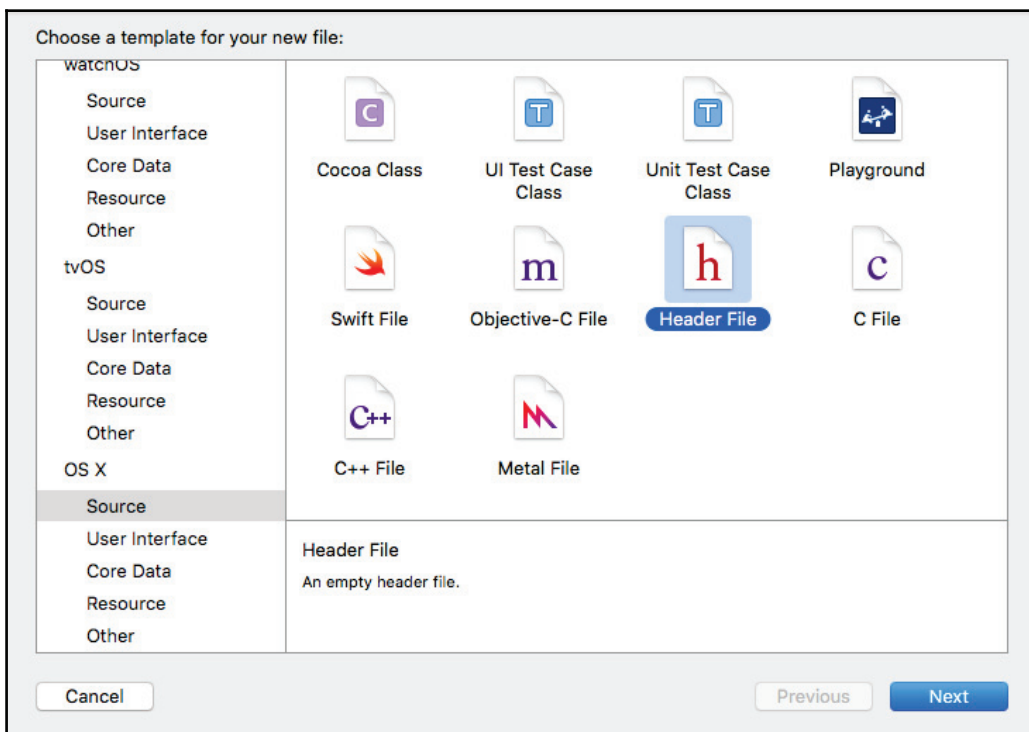 Choose a template for your new file:
watchOS
Source
User Interface
Core Data
Resource
Other
tvOS
Source
User Interface
Core Data
Resource
Other
OS X
Source
User Interface
Core Data
Resource
Other
C
Cocoa Class
T
UI Test Case
Class
T
Unit Test Case
Class
Playground
Swift File
m
Objective-C File
h
Header File
c
C File
C++
C++ File
Metal File
Header File
An empty header file.
Cancel
Previous
Next